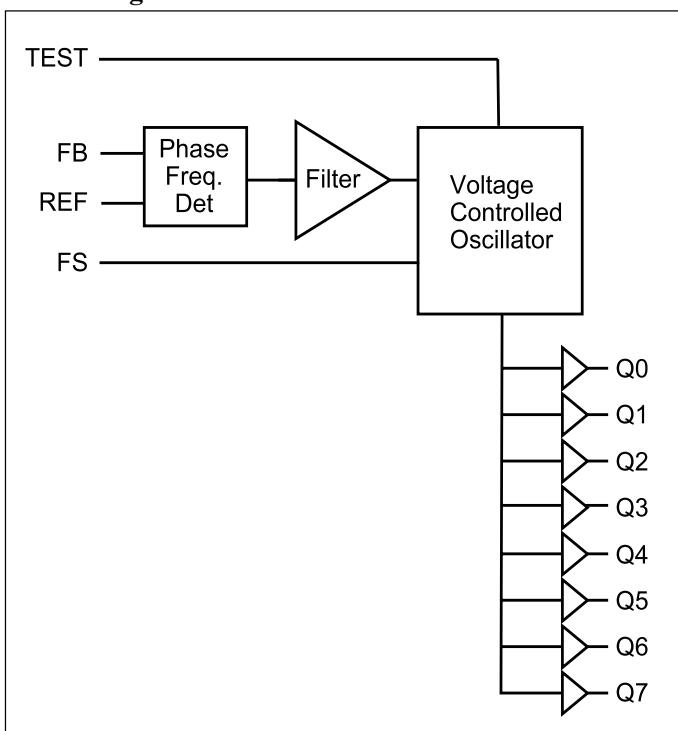 TEST
FB
REF
FS
Phase
Freq.
Det
Filter
Voltage
Controlled
Oscillator
Q0
Q1
Q2
Q3
Q4
Q5
Q6
Q7